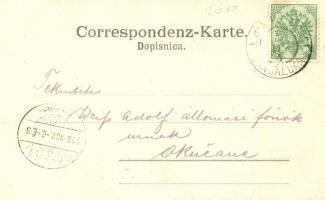 Correspondenz-Karte.
Dopisnica.
Tekintetes
Weisz Adolf állomási főnök
urnak
Okučane